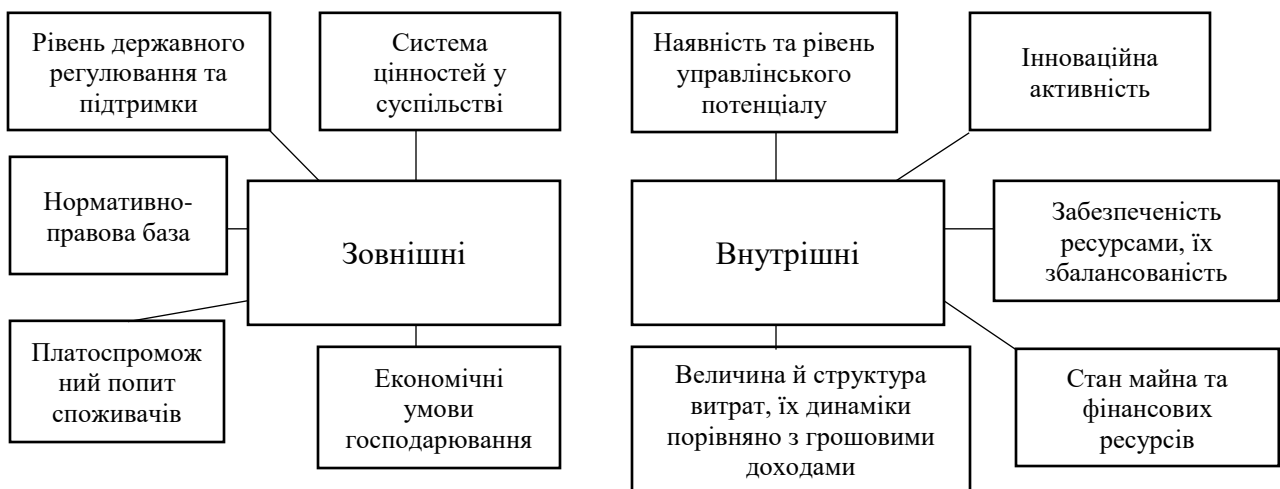 Рівень державного
регулювання та
підтримки
Система
цінностей у
суспільстві
Нормативно-
правова база
Зовнішні
Платоспромож
ний попит
споживачів
Економічні
умови
господарювання
Наявність та рівень
управлінського
потенціалу
Інноваційна
активність
Внутрішні
Забезпеченість
ресурсами, їх
збалансованість
Величина й структура
витрат, їх динаміки
порівняно з грошовими
доходами
Стан майна та
фінансових
ресурсів